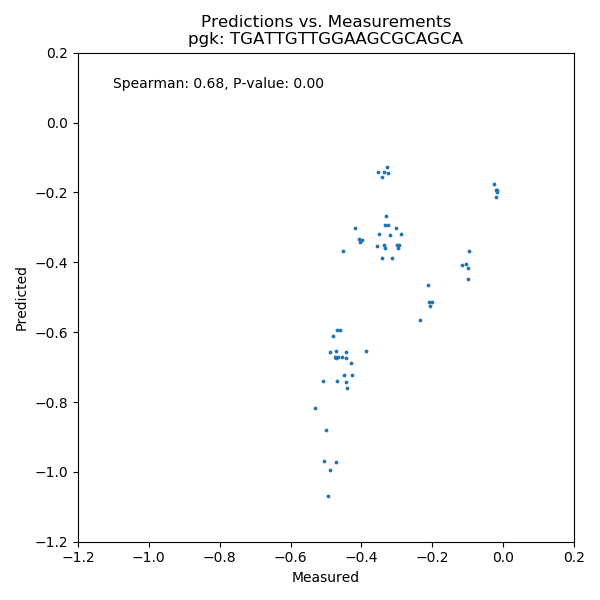 Predictions vs. Measurements
pgk: TGATTGTTGGAAGCGCAGCA
Spearman: 0.68, P-value: 0.00
0.2
0.0
−0.2
−0.4
−0.6
−0.8
−1.0
−1.2
Predicted
−1.2 −1.0 −0.8 −0.6 −0.4 −0.2 0.0 0.2
Measured